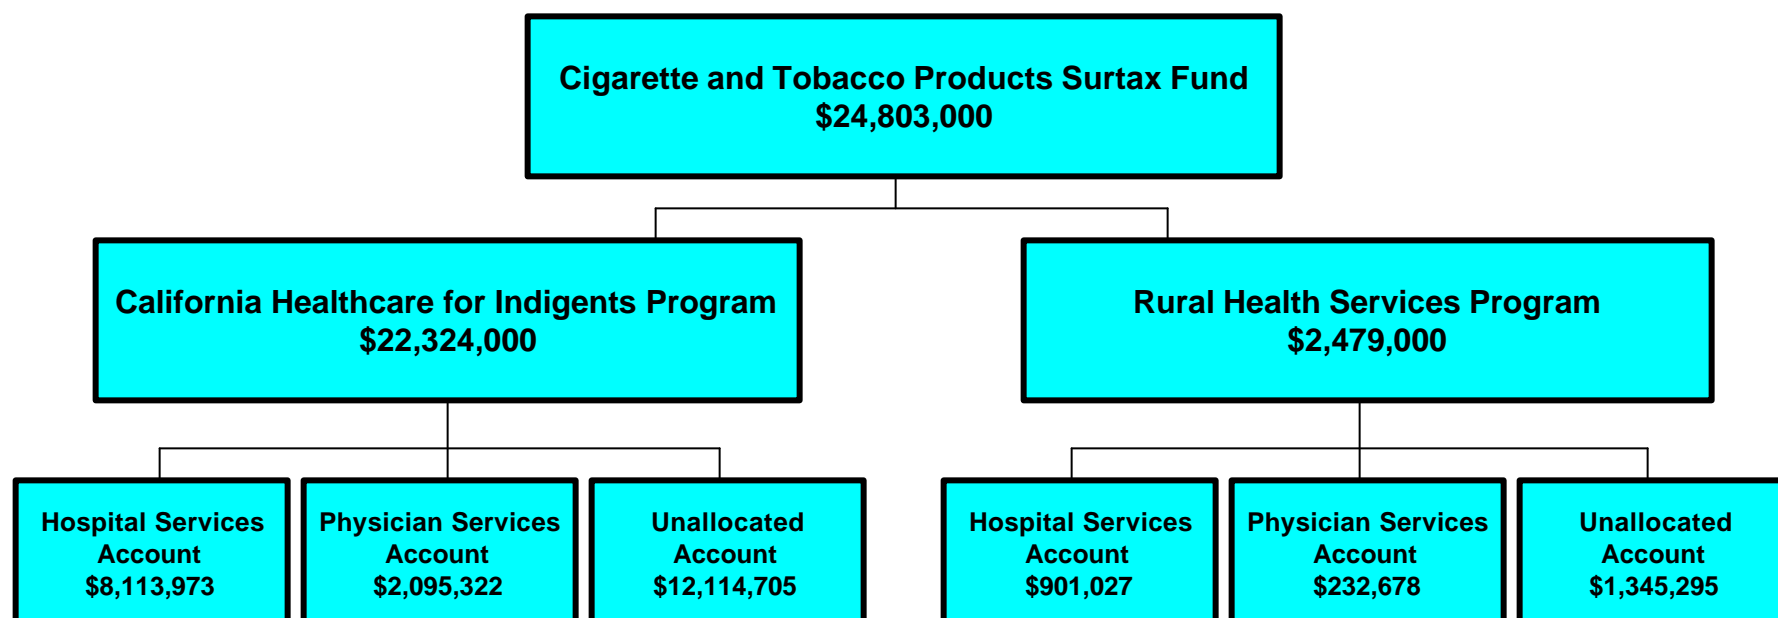 Cigarette and Tobacco Products Surtax Fund
$24,803,000
California Healthcare for Indigents Program
$22,324,000
Rural Health Services Program
$2,479,000
Hospital Services
Account
$8,113,973
Physician Services
Account
$2,095,322
Unallocated
Account
$12,114,705
Hospital Services
Account
$901,027
Physician Services
Account
$232,678
Unallocated
Account
$1,345,295